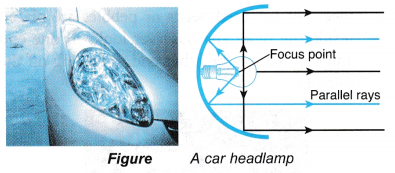 Focus point
Parallel rays
Figure A car headlamp